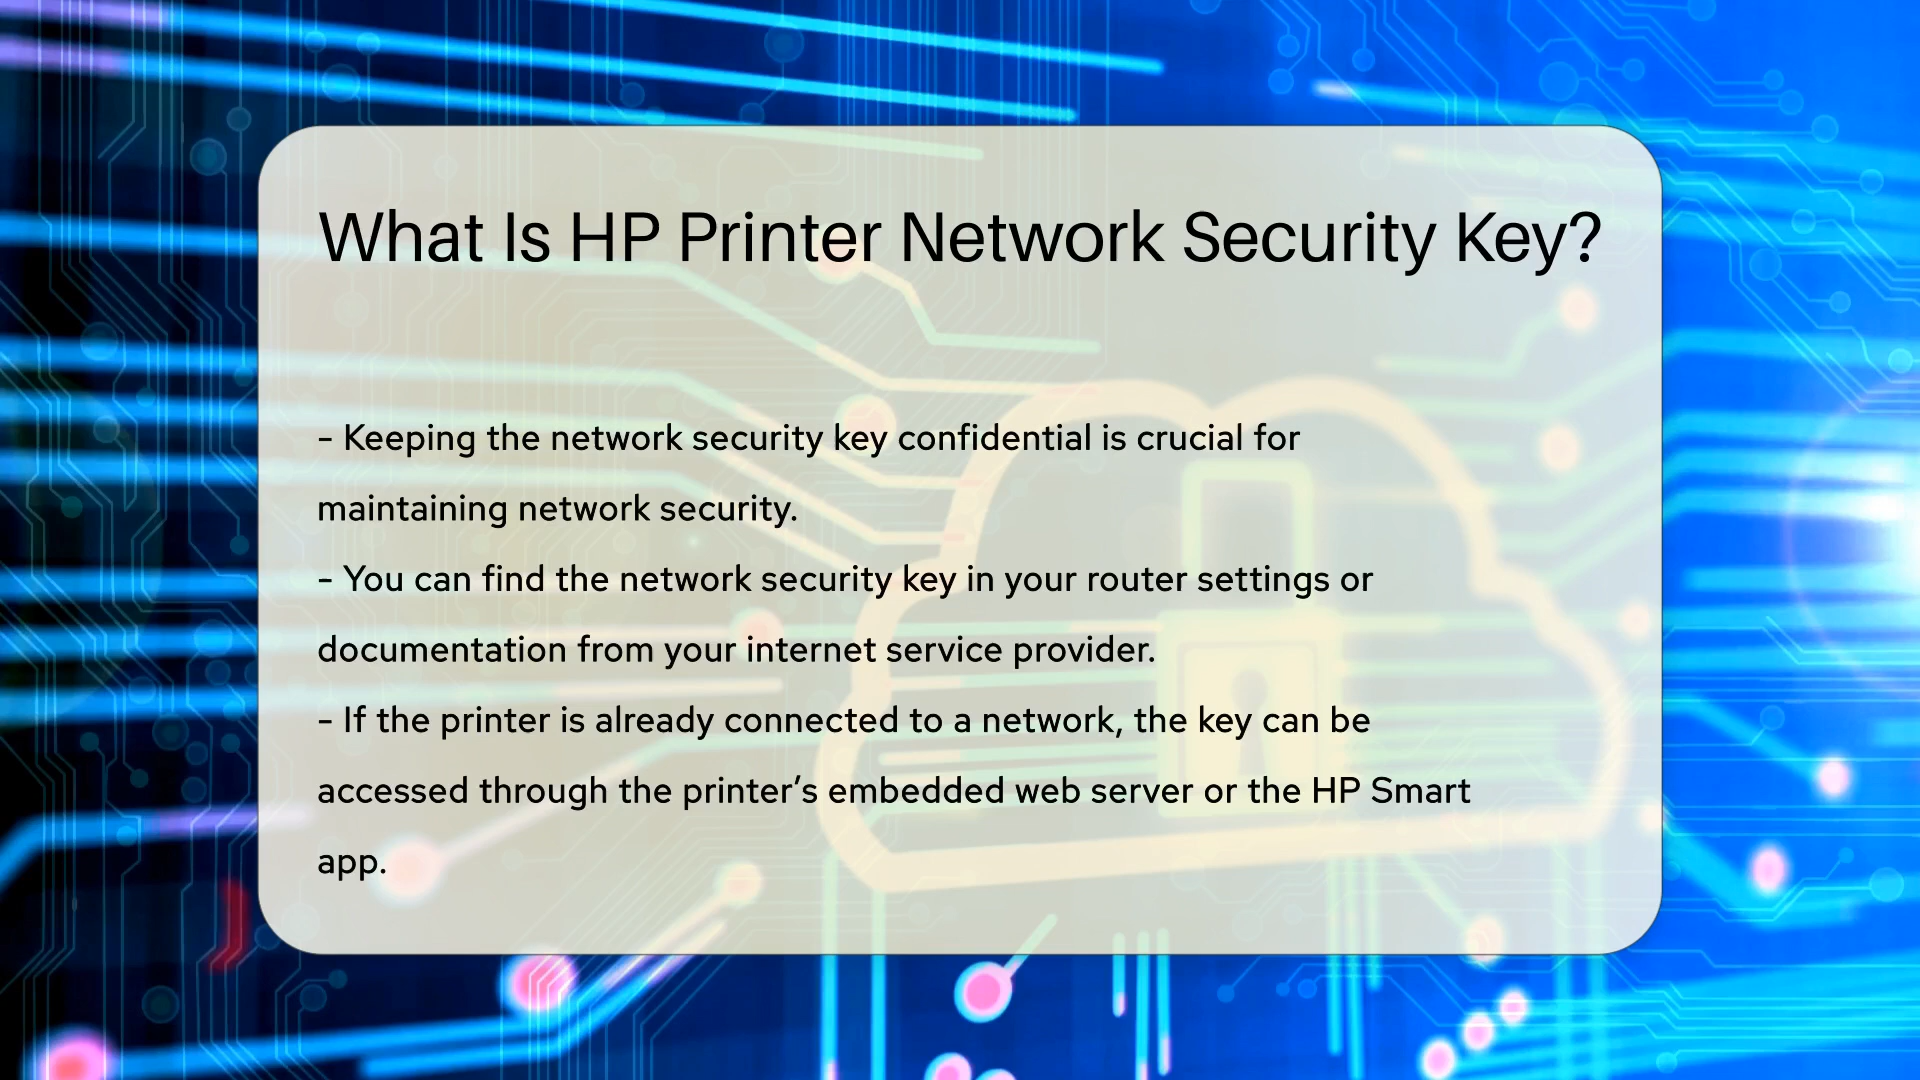 What Is HP Printer Network Security Key?
– Keeping the network security key confidential is crucial for
maintaining network security.
– You can find the network security key in your router settings or
documentation from your internet service provider.
– If the printer is already connected to a network, the key can be
accessed through the printer’s embedded web server or the HP Smart
app.